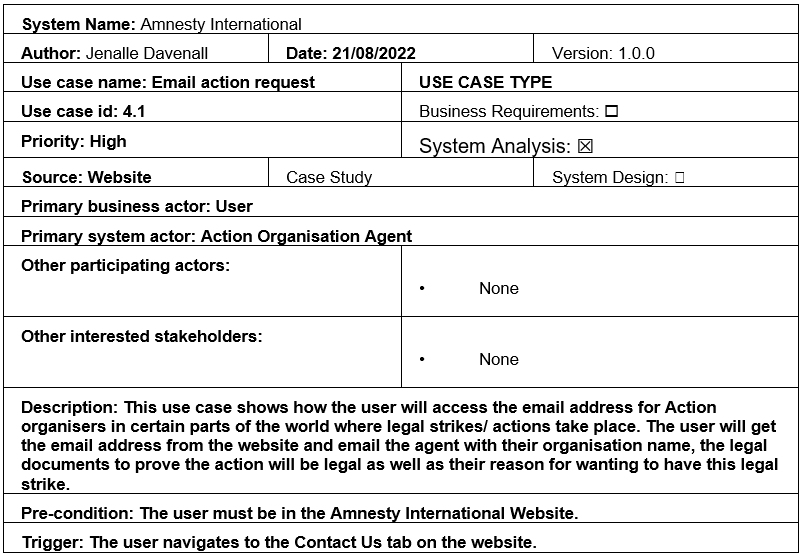 System Name: Amnesty International
Author: Jenalle Davenall
Date: 21/08/2022
Version: 1.0.0
Use case name: Email action request
USE CASE TYPE
Use case id: 4.1
Business Requirements: ☐
Priority: High
System Analysis: ☒
Source: Website
Case Study
System Design: ☐
Primary business actor: User
Primary system actor: Action Organisation Agent
Other participating actors:
• None
Other interested stakeholders:
• None
Description: This use case shows how the user will access the email address for Action
organisers in certain parts of the world where legal strikes/ actions take place. The user will get
the email address from the website and email the agent with their organisation name, the legal
documents to prove the action will be legal as well as their reason for wanting to have this legal
strike.
Pre-condition: The user must be in the Amnesty International Website.
Trigger: The user navigates to the Contact Us tab on the website.